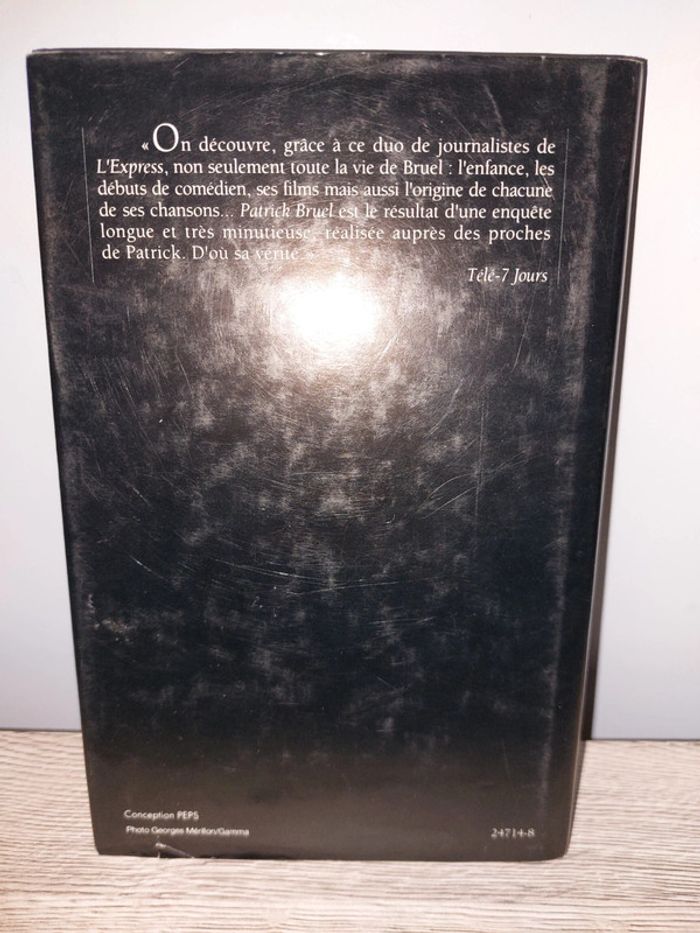 « On découvre, grâce à ce duo de journalistes de
L'Express, non seulement toute la vie de Bruel : l'enfance, les
débuts de comédien, ses films mais aussi l'origine de chacune
de ses chansons... Patrick Bruel est le résultat d'une enquête
longue et très minutieuse, réalisée auprès des proches
de Patrick. D'où sa vérité. »
Télé-7 Jours
Conception PEPS
Photo Georges Mérillon/Gamma
24714-8